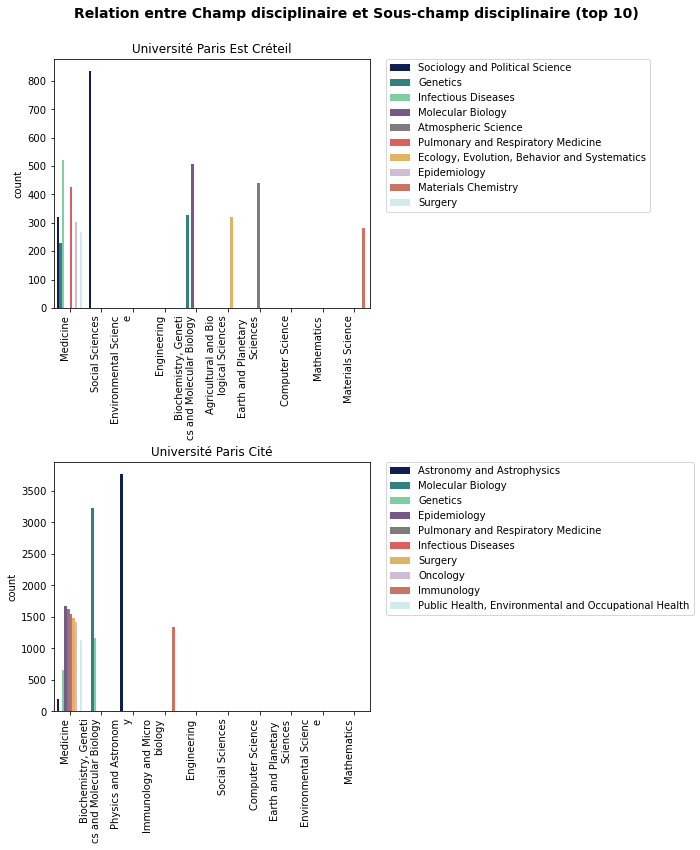 Relation entre Champ disciplinaire et Sous-champ disciplinaire (top 10)
Université Paris Est Créteil
800
700
600
500
400
300
200
100
0
count
Medicine
Social Sciences
Environmental Scienc
e
Engineering
Biochemistry, Geneti
cs and Molecular Biology
Agricultural and Bio
logical Sciences
Earth and Planetary
Sciences
Computer Science
Mathematics
Materials Science
Sociology and Political Science
Genetics
Infectious Diseases
Molecular Biology
Atmospheric Science
Pulmonary and Respiratory Medicine
Ecology, Evolution, Behavior and Systematics
Epidemiology
Materials Chemistry
Surgery
Université Paris Cité
3500
3000
2500
2000
1500
1000
500
0
count
Medicine
Biochemistry, Geneti
cs and Molecular Biology
Physics and Astronom
y
Immunology and Micro
biology
Engineering
Social Sciences
Computer Science
Earth and Planetary
Sciences
Environmental Scienc
e
Mathematics
Astronomy and Astrophysics
Molecular Biology
Genetics
Epidemiology
Pulmonary and Respiratory Medicine
Infectious Diseases
Surgery
Oncology
Immunology
Public Health, Environmental and Occupational Health